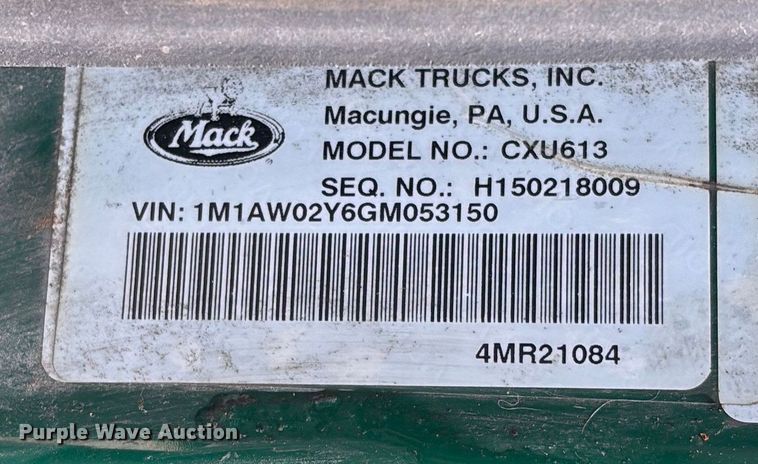 MACK TRUCKS, INC.
Mack
Macungie, PA, U.S.A.
MODEL NO.: CXU613
SEQ. NO.: H150218009
VIN: 1M1AW02Y6GM053150
4MR21084
Purple Wave Auction